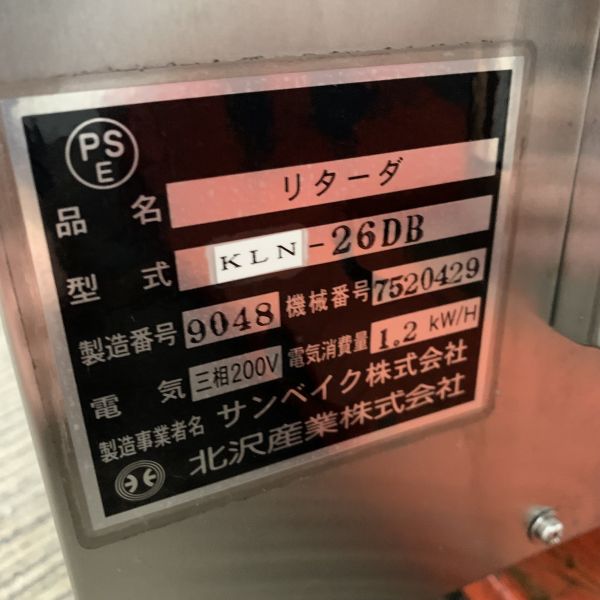 PS
E
品名 リターダ
型式 KLN-26DB
製造番号 9048 機械番号 7520429
電気 三相200V 電気消費量 1.2 kW/H
製造事業者名 サンベイク株式会社
北沢産業株式会社